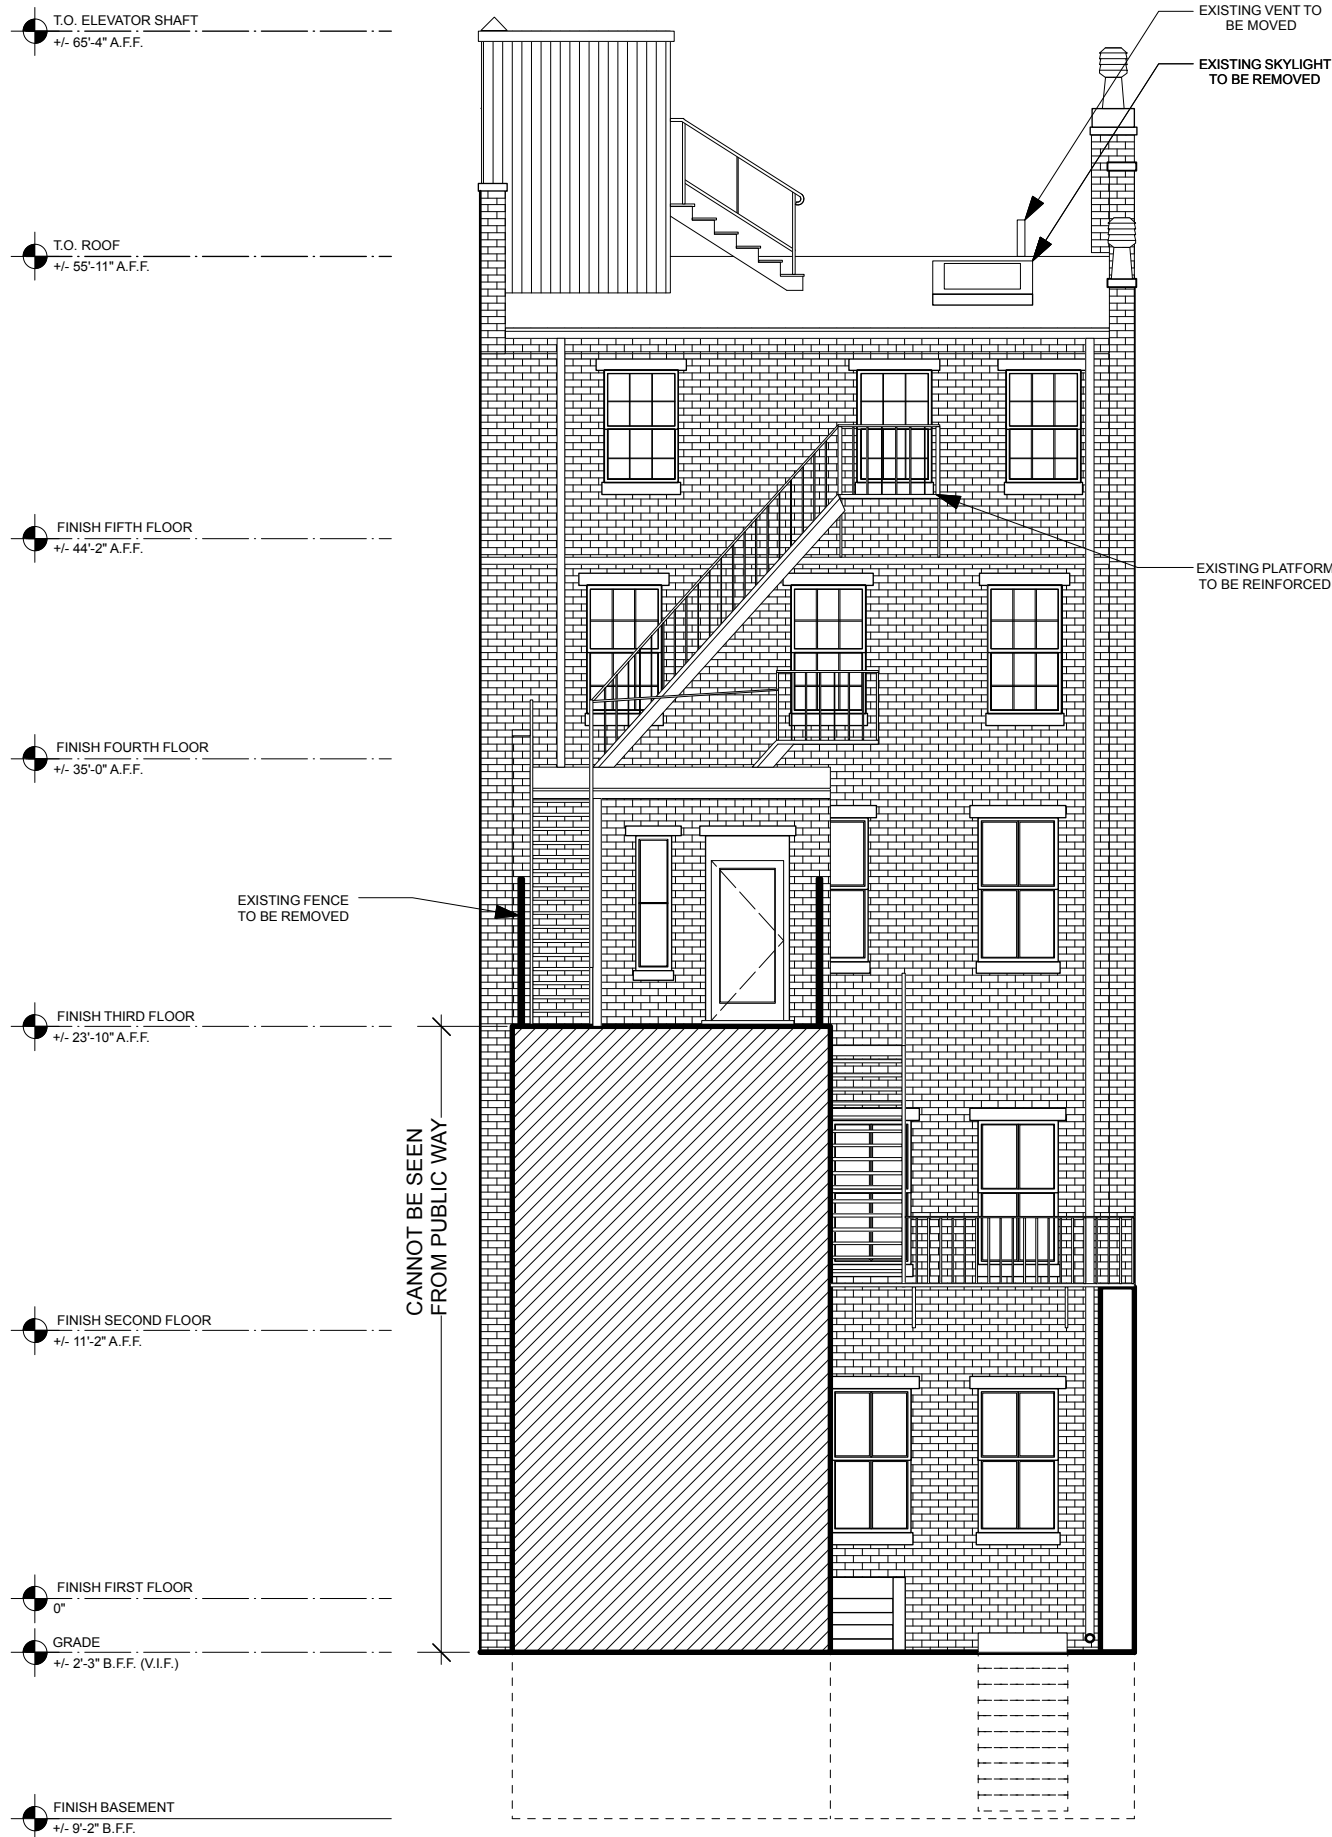 T.O. ELEVATOR SHAFT
+/- 65'-4" A.F.F.
EXISTING VENT TO
BE MOVED
EXISTING SKYLIGHT
TO BE REMOVED
T.O. ROOF
+/- 55'-11" A.F.F.
FINISH FIFTH FLOOR
+/- 44'-2" A.F.F.
EXISTING PLATFORM
TO BE REINFORCED
FINISH FOURTH FLOOR
+/- 35'-0" A.F.F.
EXISTING FENCE
TO BE REMOVED
FINISH THIRD FLOOR
+/- 23'-10" A.F.F.
CANNOT BE SEEN
FROM PUBLIC WAY
FINISH SECOND FLOOR
+/- 11'-2" A.F.F.
FINISH FIRST FLOOR
0"
GRADE
+/- 2'-3" B.F.F. (V.I.F.)
FINISH BASEMENT
+/- 9'-2" B.F.F.